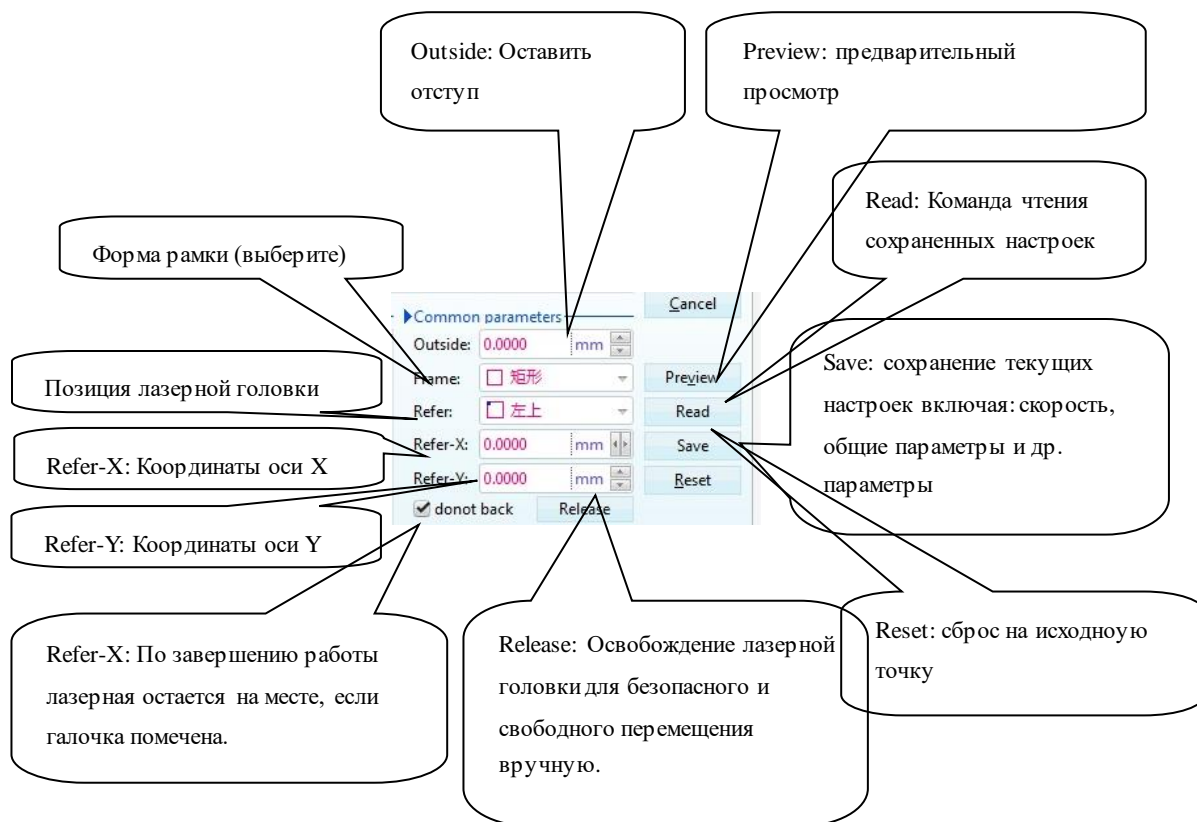 Outside: Оставить
отступ
Preview: предварительный
просмотр
Read: Команда чтения
сохраненных настроек
Форма рамки (выберите)
Позиция лазерной головки
Refer-X: Координаты оси X
Refer-Y: Координаты оси Y
Common parameters
Outside: 0.0000 mm
Frame: 矩形
Refer: 左上
Refer-X: 0.0000 mm
Refer-Y: 0.0000 mm
donot back Release
Cancel
Preview
Read
Save
Reset
Save: сохранение текущих
настроек включая: скорость,
общие параметры и др.
параметры
Refer-X: По завершению работы
лазерная остается на месте, если
галочка помечена.
Release: Освобождение лазерной
головки для безопасного и
свободного перемещения
вручную.
Reset: сброс на исходноую
точку